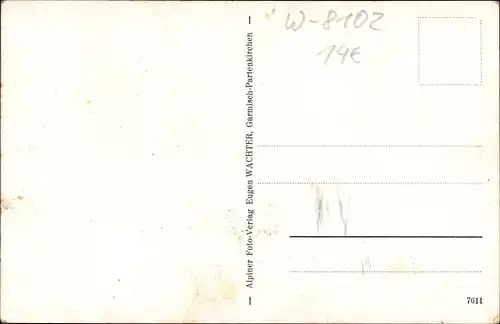 W-8102
14€
— Alpiner Foto-Verlag Eugen WACHTER, Garmisch-Partenkirchen —
7611